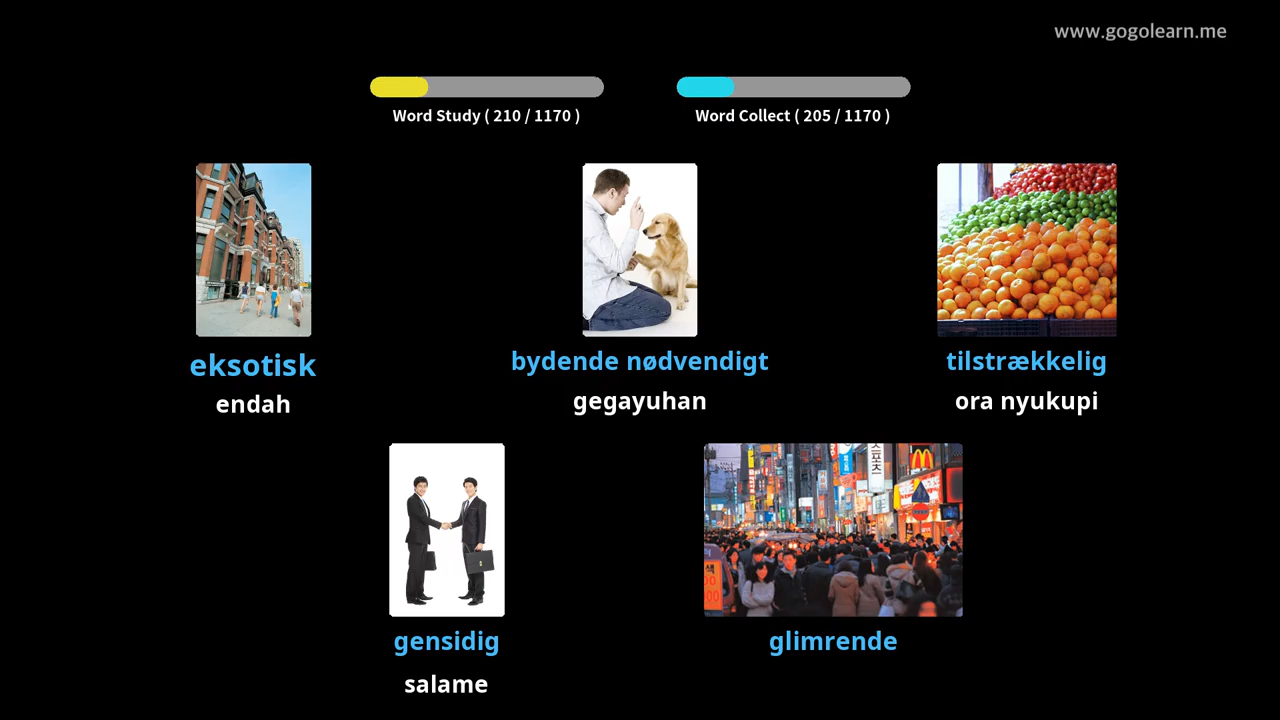 www.gogolearn.me
Word Study ( 210 / 1170 )
Word Collect ( 205 / 1170 )
eksotisk
endah
bydende nødvendigt
gegayuhan
tilstrækkelig
ora nyukupi
gensidig
salame
glimrende